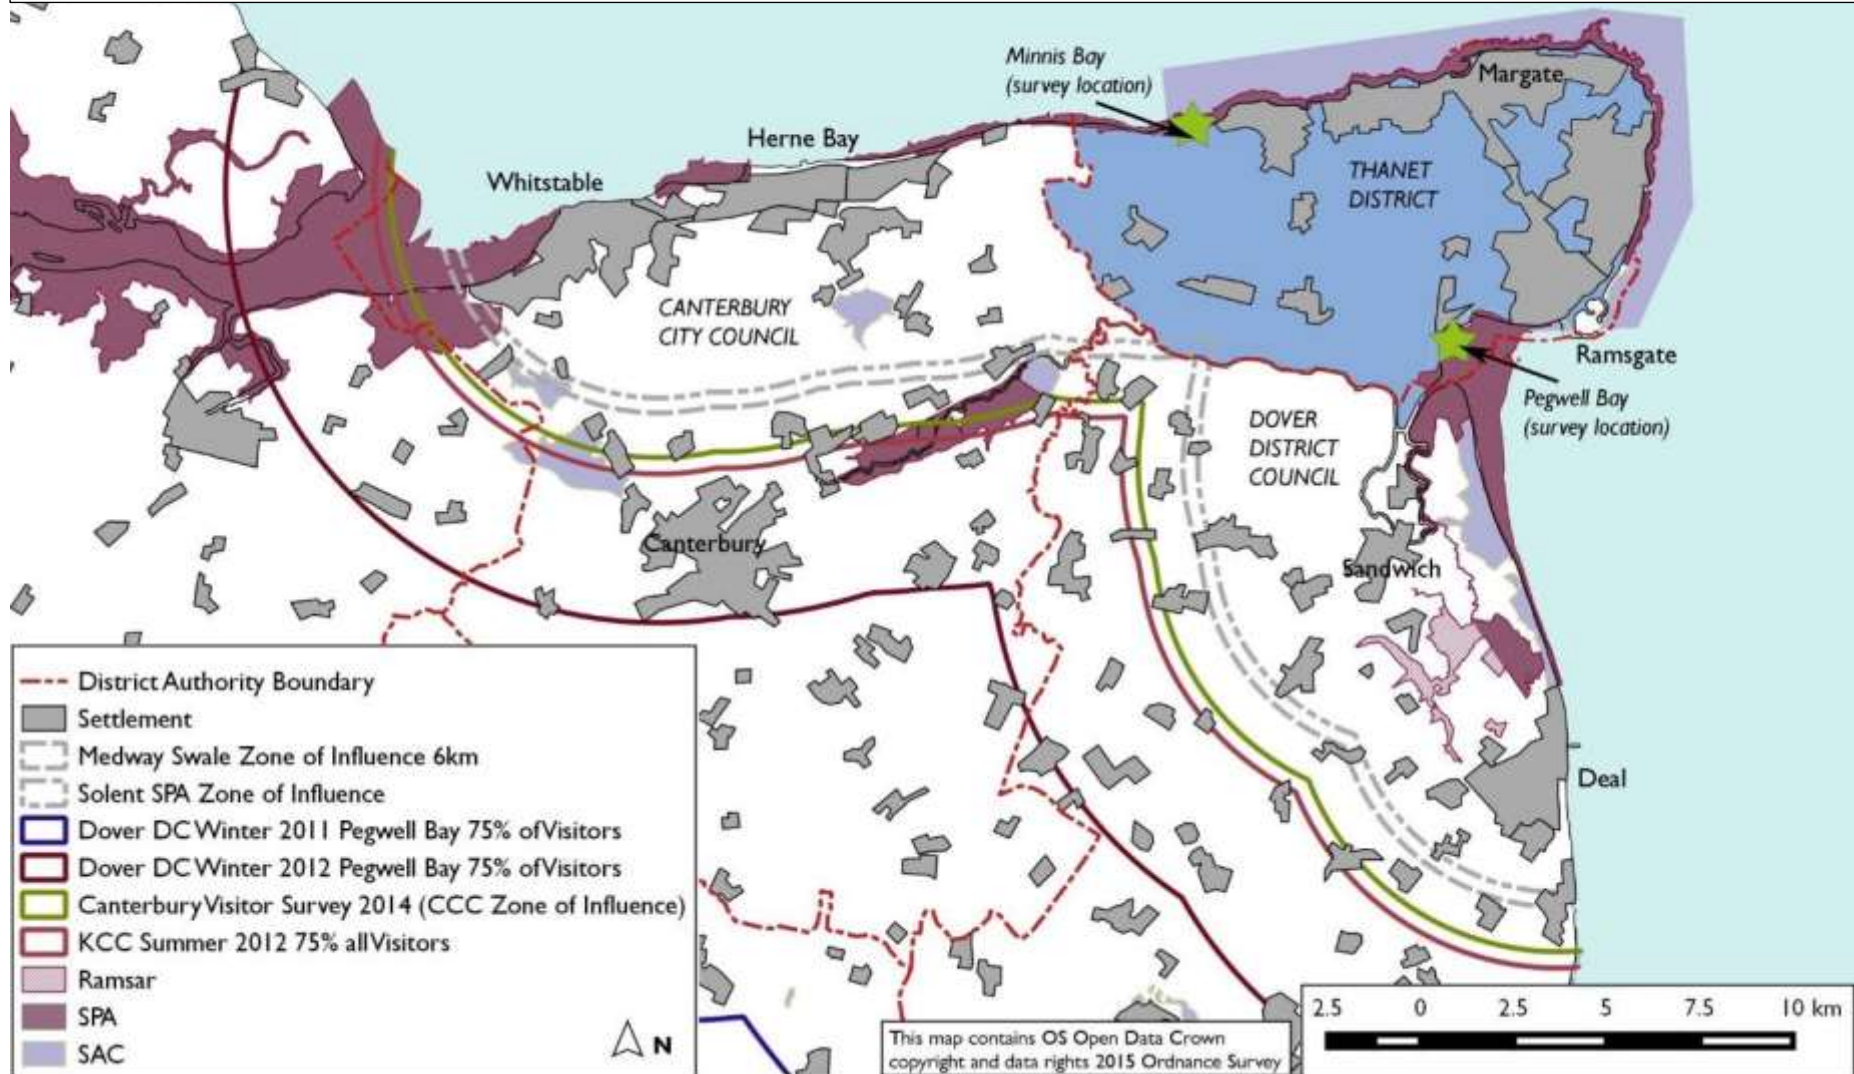 Minnis Bay
(survey location)
Margate
Herne Bay
Whitstable
THANET
DISTRICT
CANTERBURY
CITY COUNCIL
Ramsgate
Pegwell Bay
(survey location)
DOVER
DISTRICT
COUNCIL
Canterbury
Sandwich
Deal
District Authority Boundary
Settlement
Medway Swale Zone of Influence 6km
Solent SPA Zone of Influence
Dover DC Winter 2011 Pegwell Bay 75% of Visitors
Dover DC Winter 2012 Pegwell Bay 75% of Visitors
Canterbury Visitor Survey 2014 (CCC Zone of Influence)
KCC Summer 2012 75% all Visitors
Ramsar
SPA
SAC
N
This map contains OS Open Data Crown
copyright and data rights 2015 Ordnance Survey
2.5 0 2.5 5 7.5 10 km